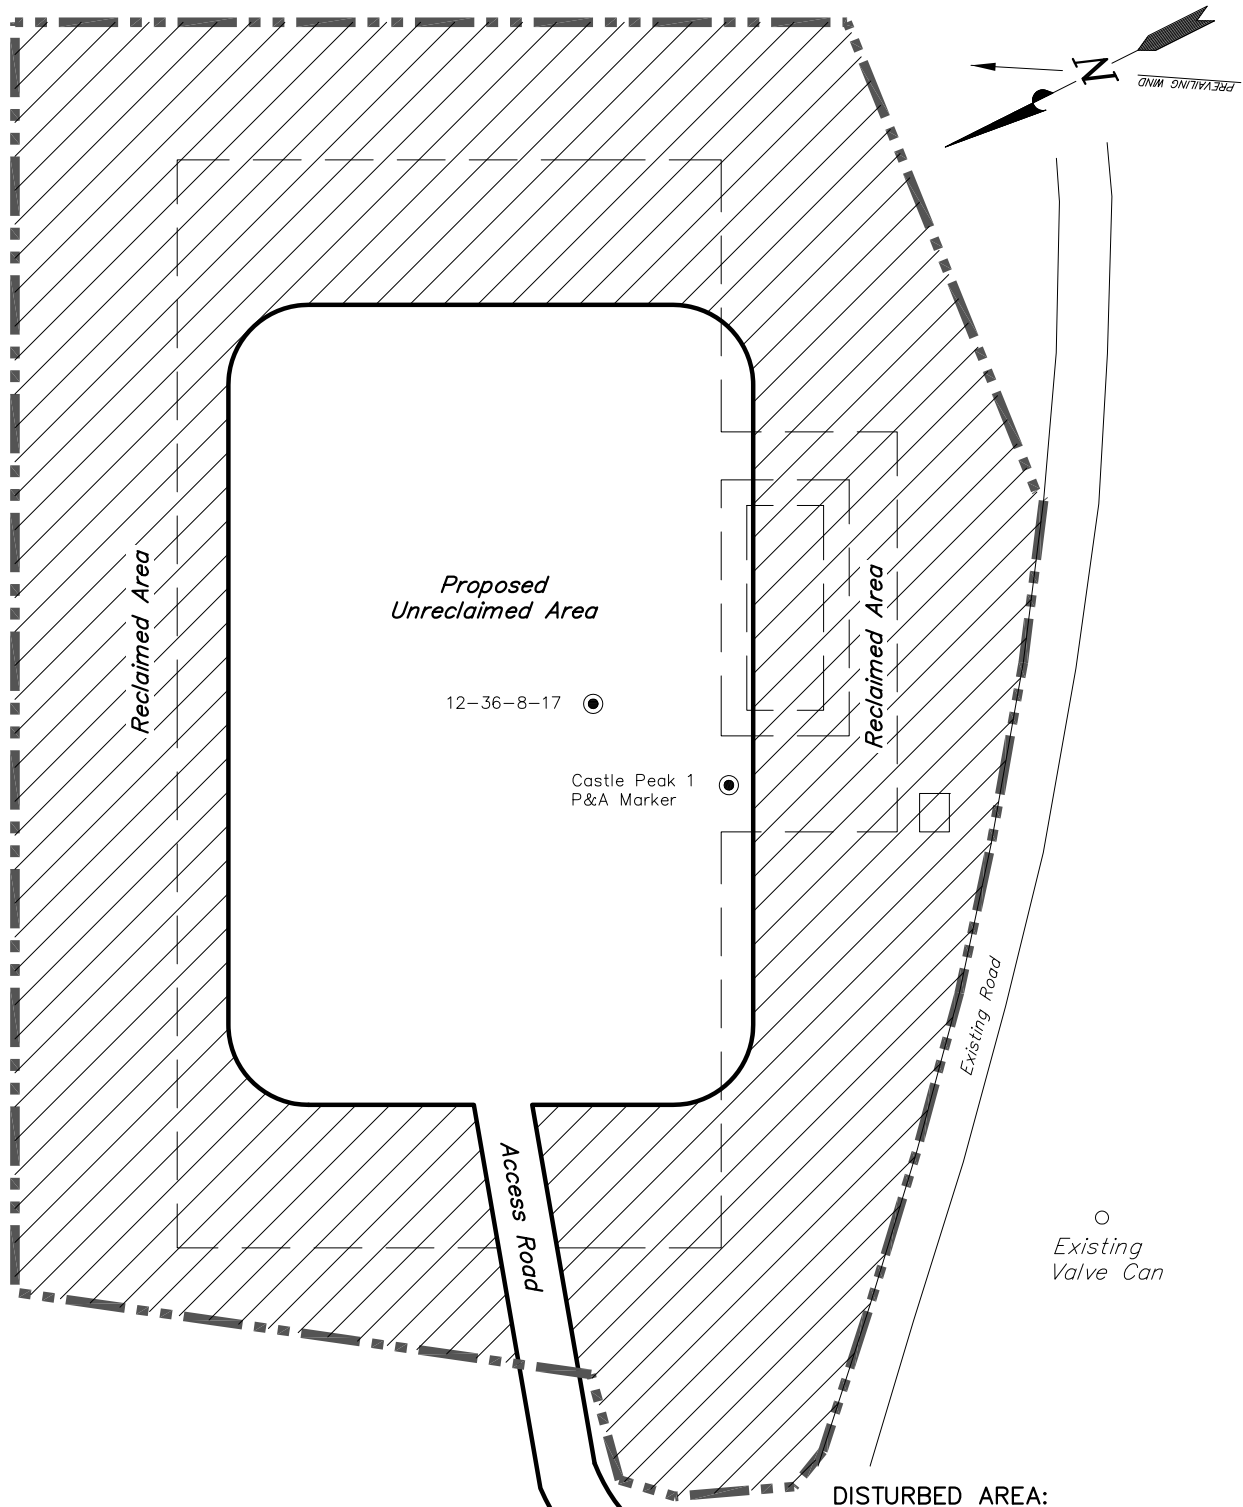 N
PREVAILING WIND
Proposed
Unreclaimed Area
Reclaimed Area
Reclaimed Area
12-36-8-17
Castle Peak 1
P&A Marker
Existing Road
Access Road
Existing
Valve Can
DISTURBED AREA: